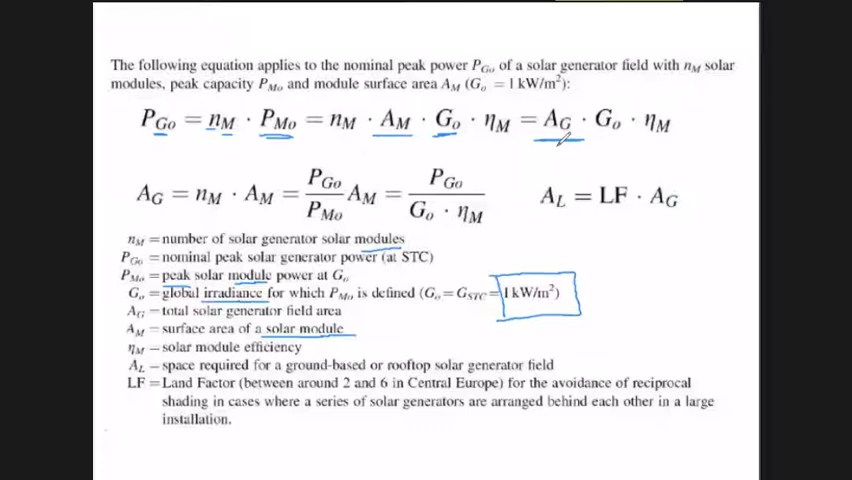 The following equation applies to the nominal peak power P_Go of a solar generator field with n_M solar
modules, peak capacity P_Mo and module surface area A_M (G_o = 1 kW/m²):
P_Go = n_M · P_Mo = n_M · A_M · G_o · η_M = A_G · G_o · η_M
A_G = n_M · A_M = P_Go/P_Mo A_M = P_Go/(G_o · η_M) A_L = LF · A_G
n_M = number of solar generator solar modules
P_Go = nominal peak solar generator power (at STC)
P_Mo = peak solar module power at G_o
G_o = global irradiance for which P_Mo is defined (G_o = G_STC = 1 kW/m²)
A_G = total solar generator field area
A_M = surface area of a solar module
η_M – solar module efficiency
A_L – space required for a ground-based or rooftop solar generator field
LF = Land Factor (between around 2 and 6 in Central Europe) for the avoidance of reciprocal
shading in cases where a series of solar generators are arranged behind each other in a large
installation.